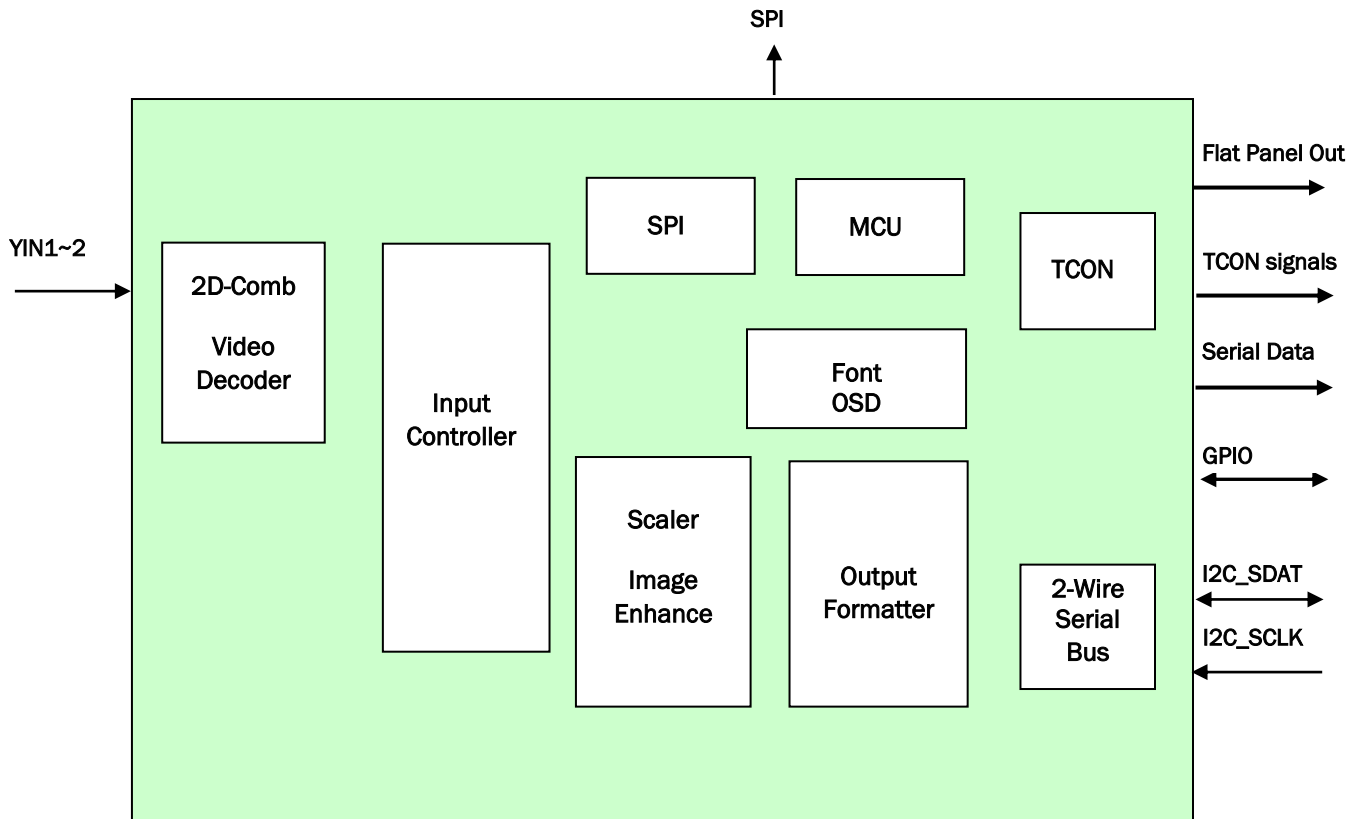 SPI
Flat Panel Out
SPI
MCU
YIN1~2
TCON signals
TCON
2D-Comb
Video
Decoder
Serial Data
Font
OSD
Input
Controller
GPIO
Scaler
Image
Enhance
Output
Formatter
2-Wire
Serial
Bus
I2C_SDAT
I2C_SCLK